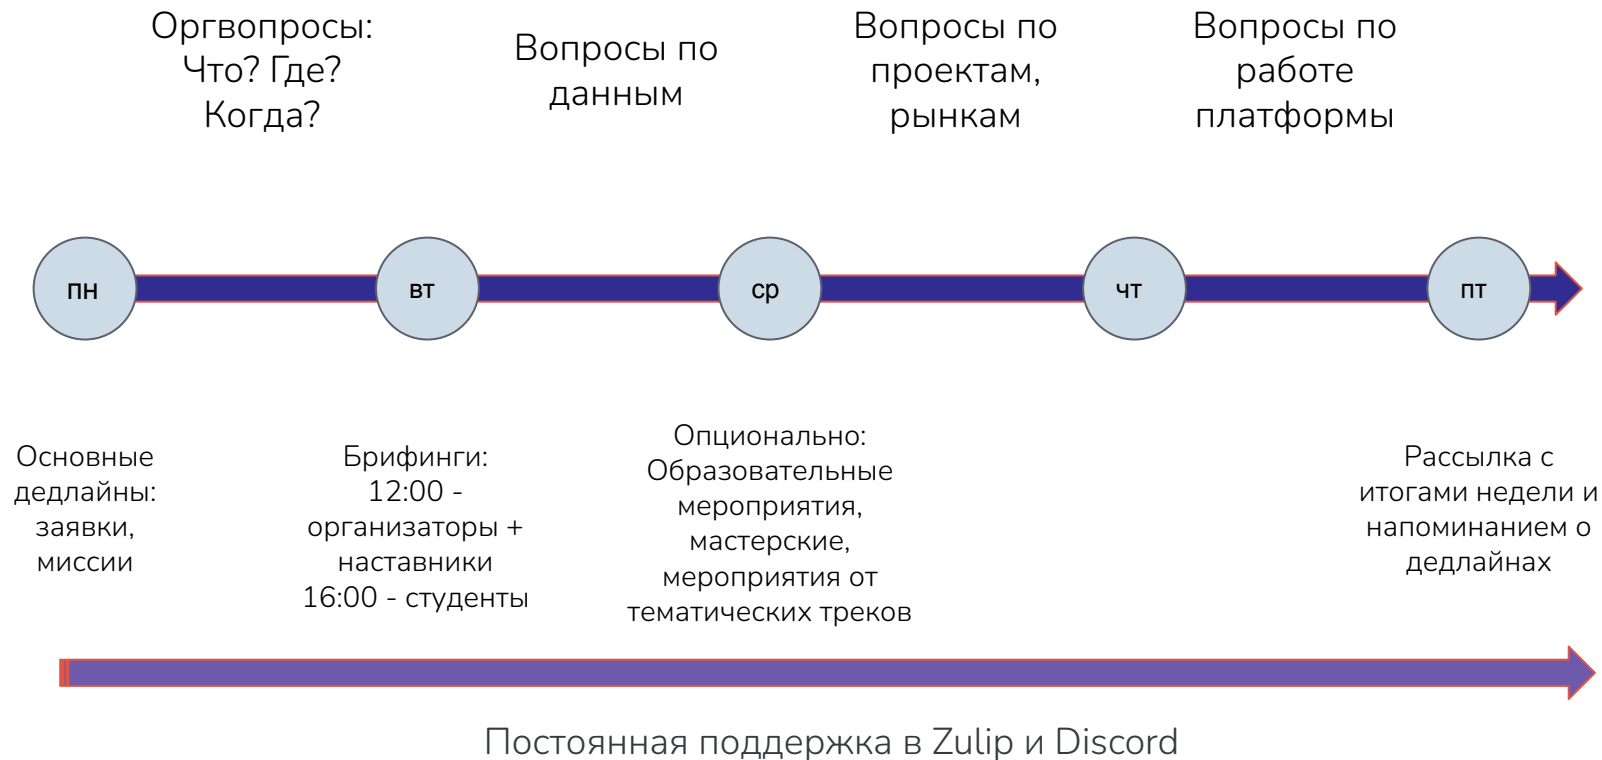 Оргвопросы:
Что? Где?
Когда?
Вопросы по
данным
Вопросы по
проектам,
рынкам
Вопросы по
работе
платформы
пн
вт
ср
чт
пт
Основные
дедлайны:
заявки,
миссии
Брифинги:
12:00 -
организаторы +
наставники
16:00 - студенты
Опционально:
Образовательные
мероприятия,
мастерские,
мероприятия от
тематических треков
Рассылка с
итогами недели и
напоминанием о
дедлайнах
Постоянная поддержка в Zulip и Discord